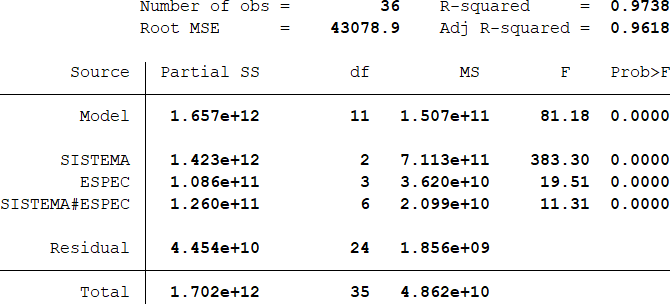 Number of obs = 36 R-squared = 0.9738
Root MSE = 43078.9 Adj R-squared = 0.9618
Source Partial SS df MS F Prob>F
Model 1.657e+12 11 1.507e+11 81.18 0.0000
SISTEMA 1.423e+12 2 7.113e+11 383.30 0.0000
ESPEC 1.086e+11 3 3.620e+10 19.51 0.0000
SISTEMA#ESPEC 1.260e+11 6 2.099e+10 11.31 0.0000
Residual 4.454e+10 24 1.856e+09
Total 1.702e+12 35 4.862e+10